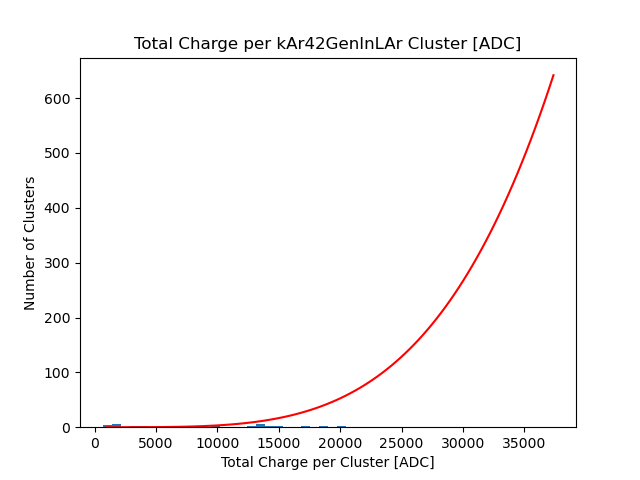 Total Charge per kAr42GenInLAr Cluster [ADC]
Number of Clusters
600
500
400
300
200
100
0
0 5000 10000 15000 20000 25000 30000 35000
Total Charge per Cluster [ADC]